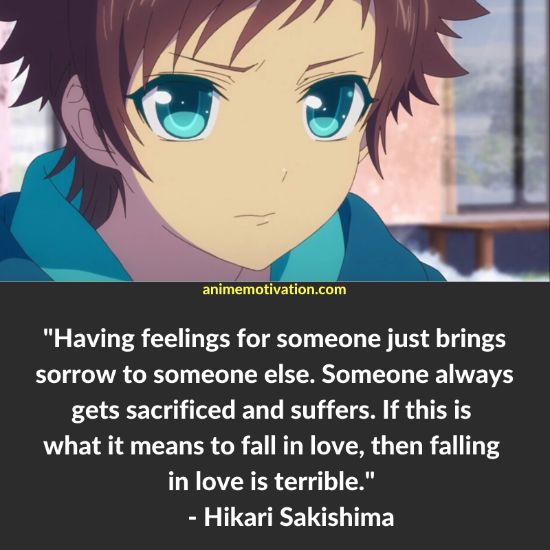 animemotivation.com
"Having feelings for someone just brings
sorrow to someone else. Someone always
gets sacrificed and suffers. If this is
what it means to fall in love, then falling
in love is terrible."
- Hikari Sakishima